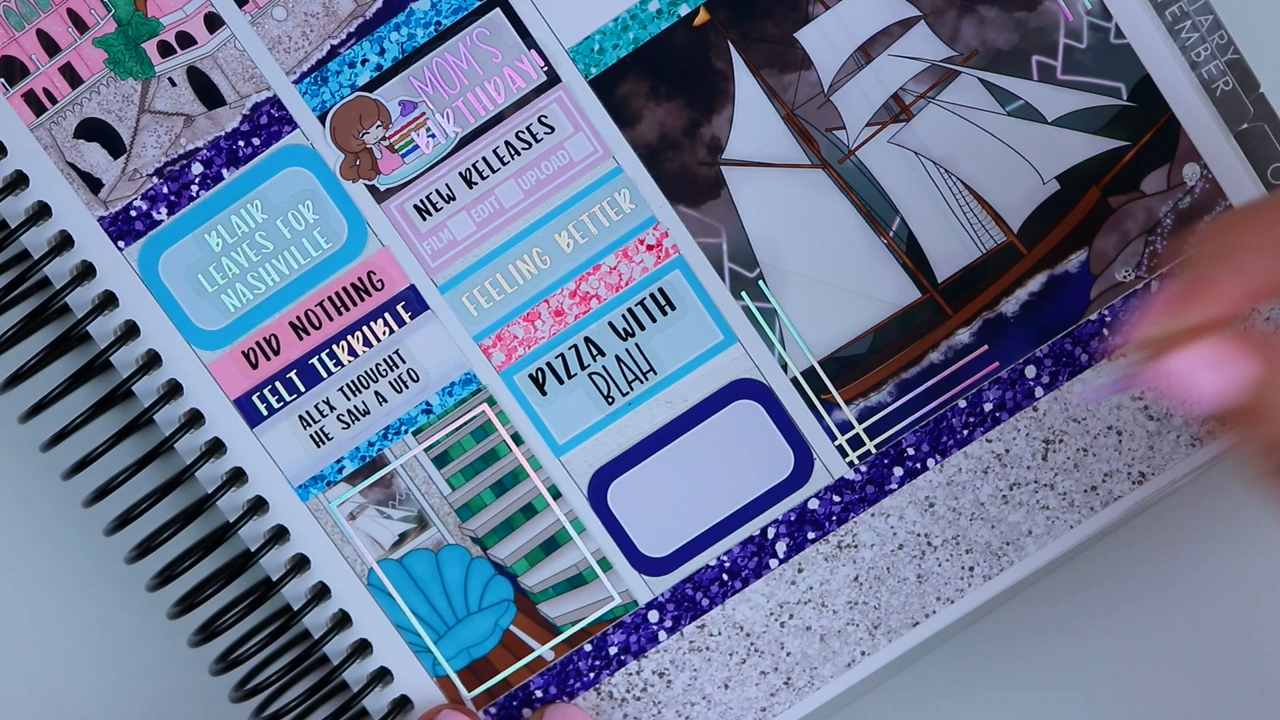 BLAIR
LEAVES FOR
NASHVILLE
DID NOTHING
FELT TERRIBLE
ALEX THOUGHT
HE SAW A UFO
MOM'S
BIRTHDAY!
NEW RELEASES
FILM EDIT UPLOAD
FEELING BETTER
PIZZA WITH
BLAH